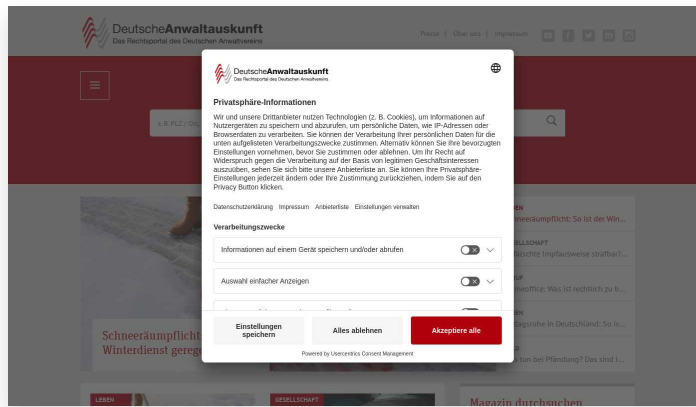 DeutscheAnwaltauskunft
Das Rechtsportal des Deutschen Anwaltvereins
Presse | Über uns | Impressum
DeutscheAnwaltauskunft
Das Rechtsportal des Deutschen Anwaltvereins
Privatsphäre-Informationen
Wir und unsere Drittanbieter nutzen Technologien (z. B. Cookies), um Informationen auf
Nutzergeräten zu speichern und abzurufen, um persönliche Daten, wie IP-Adressen oder
Browserdaten zu verarbeiten. Sie können der Verarbeitung Ihrer persönlichen Daten für die
unten aufgelisteten Verarbeitungszwecke zustimmen. Alternativ können Sie Ihre bevorzugten
Einstellungen vornehmen, bevor Sie zustimmen oder ablehnen. Um Ihr Recht auf
Widerspruch gegen die Verarbeitung auf der Basis von legitimen Geschäftsinteressen
auszuüben, sehen Sie sich bitte unsere Anbieterliste an. Sie können Ihre Privatsphäre-
Einstellungen jederzeit ändern oder Ihre Zustimmung zurückziehen, indem Sie auf den
Privacy Button klicken.
Datenschutzerklärung Impressum Anbieterliste Einstellungen verwalten
Verarbeitungszwecke
Informationen auf einem Gerät speichern und/oder abrufen
Auswahl einfacher Anzeigen
Einstellungen
speichern
Alles ablehnen
Akzeptiere alle
Powered by Usercentrics Consent Management
z. B. PLZ / Ort,
Schneeräumpflicht
Winterdienst
neeräumpflicht: So ist der Win...
ELLSCHAFT
fälschte Impfausweise strafbar?...
meoffice: Was ist rechtlich zu b...
tagsruhe in Deutschland: So is...
tun bei Pfändung? Das sind I...
LEBEN
GESELLSCHAFT
Magazin durchsuchen